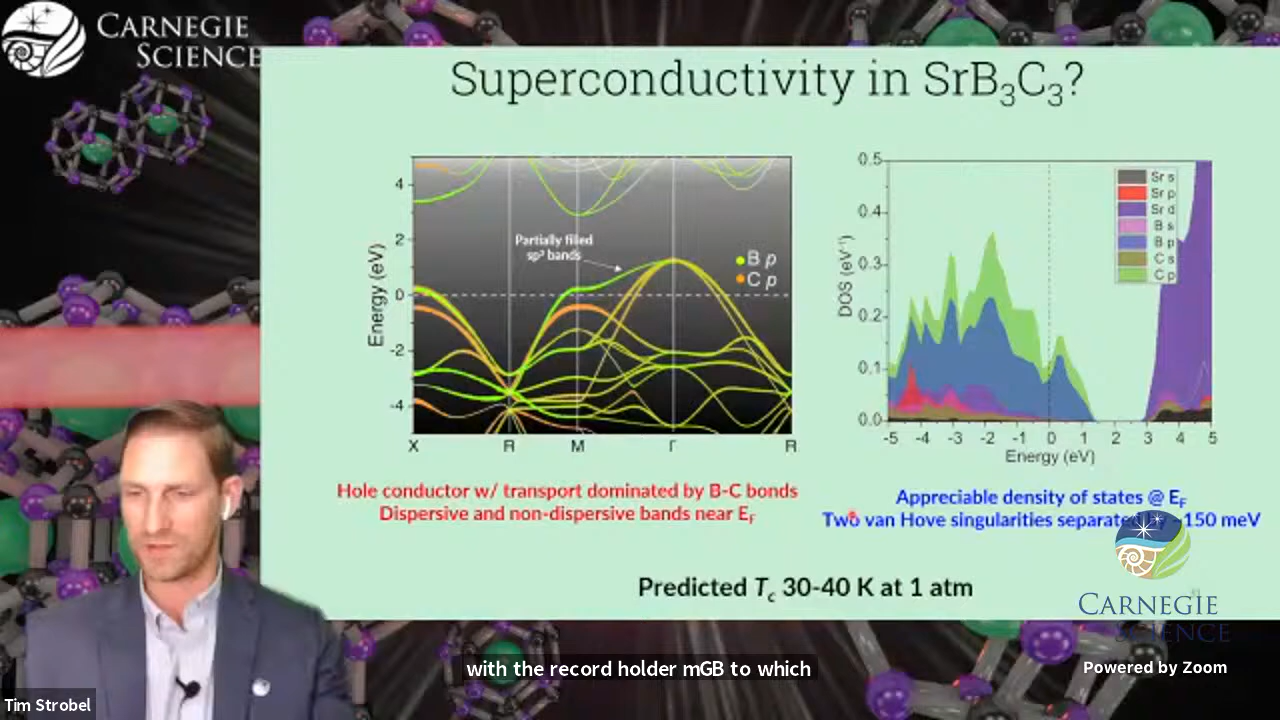 CARNEGIE
SCIENCE
Superconductivity in SrB₃C₃?
Energy (eV)
4
2
0
-2
-4
Partially filled
sp³ bands
B p
C p
X
R
M
Γ
R
DOS (eV⁻¹)
0.5
0.4
0.3
0.2
0.1
0.0
Sr s
Sr p
Sr d
B s
B p
C s
C p
-5 -4 -3 -2 -1 0 1 2 3 4 5
Energy (eV)
Hole conductor w/ transport dominated by B-C bonds
Dispersive and non-dispersive bands near E_F
Appreciable density of states @ E_F
Two van Hove singularities separated by ~150 meV
Predicted T_c 30-40 K at 1 atm
CARNEGIE
SCIENCE
with the record holder mGB to which
Powered by Zoom
Tim Strobel